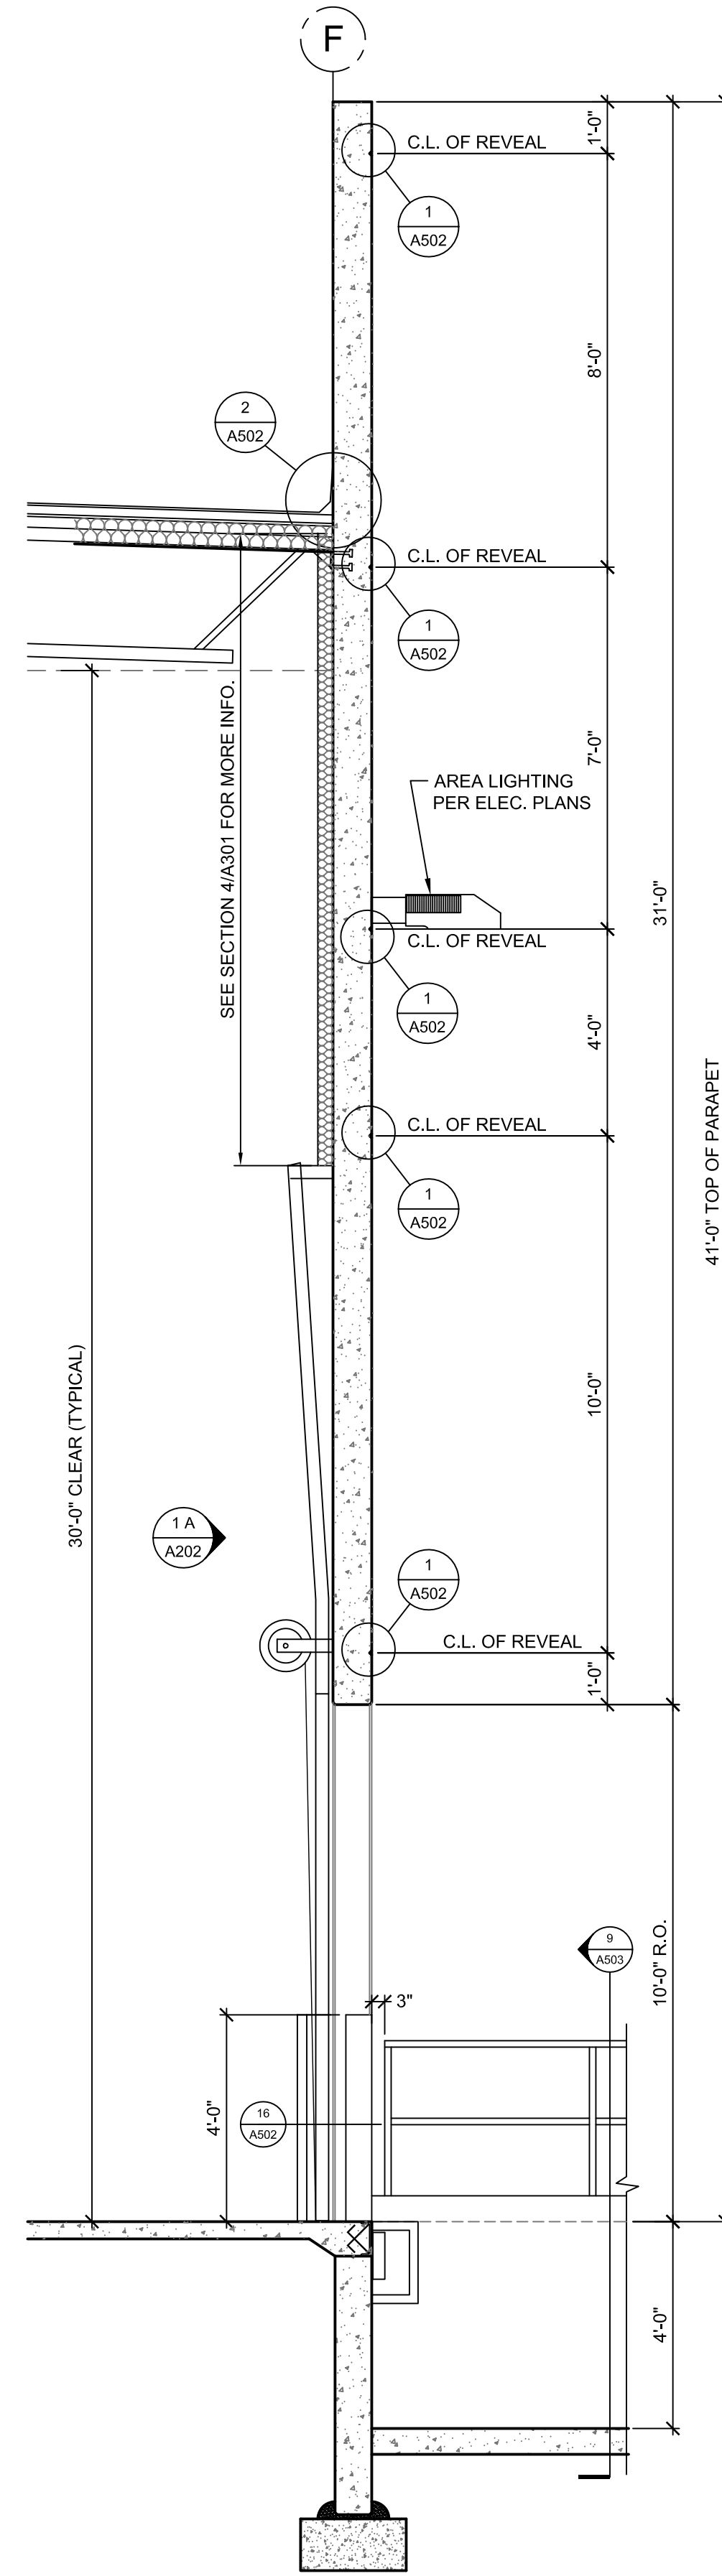 F
1'-0"
C.L. OF REVEAL
1
A502
8'-0"
2
A502
C.L. OF REVEAL
1
A502
SEE SECTION 4/A301 FOR MORE INFO.
7'-0"
AREA LIGHTING
PER ELEC. PLANS
31'-0"
C.L. OF REVEAL
1
A502
4'-0"
41'-0" TOP OF PARAPET
C.L. OF REVEAL
1
A502
30'-0" CLEAR (TYPICAL)
10'-0"
1 A
A202
1
A502
C.L. OF REVEAL
1'-0"
10'-0" R.O.
9
A503
3"
4'-0"
16
A502
4'-0"